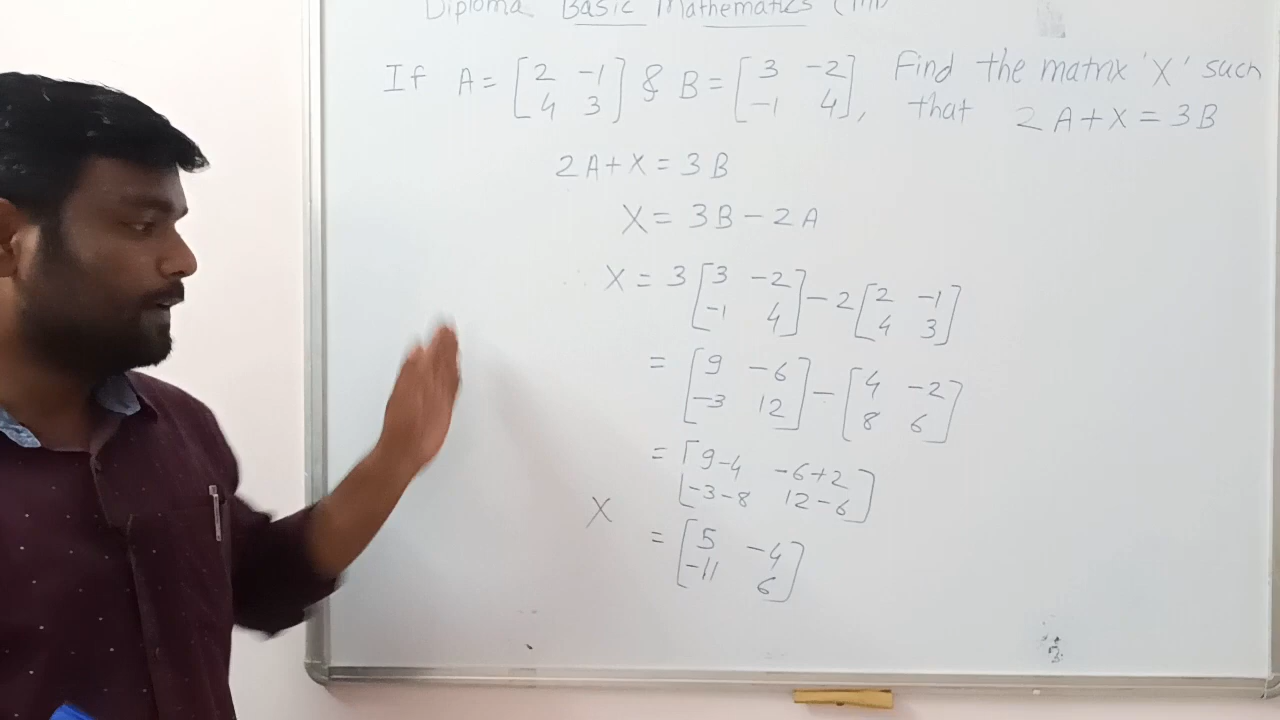 Diploma Basic Mathematics
If A = [2 -1] & B = [3 -2], Find the matrix 'X' such
[4 3] [-1 4] that 2A+X = 3B
2A+X = 3B
X = 3B - 2A
X = 3 [3 -2] - 2 [2 -1]
[-1 4] [4 3]
= [9 -6] - [4 -2]
[-3 12] [8 6]
= [9-4 -6+2]
[-3-8 12-6]
X = [5 -4]
[-11 6]